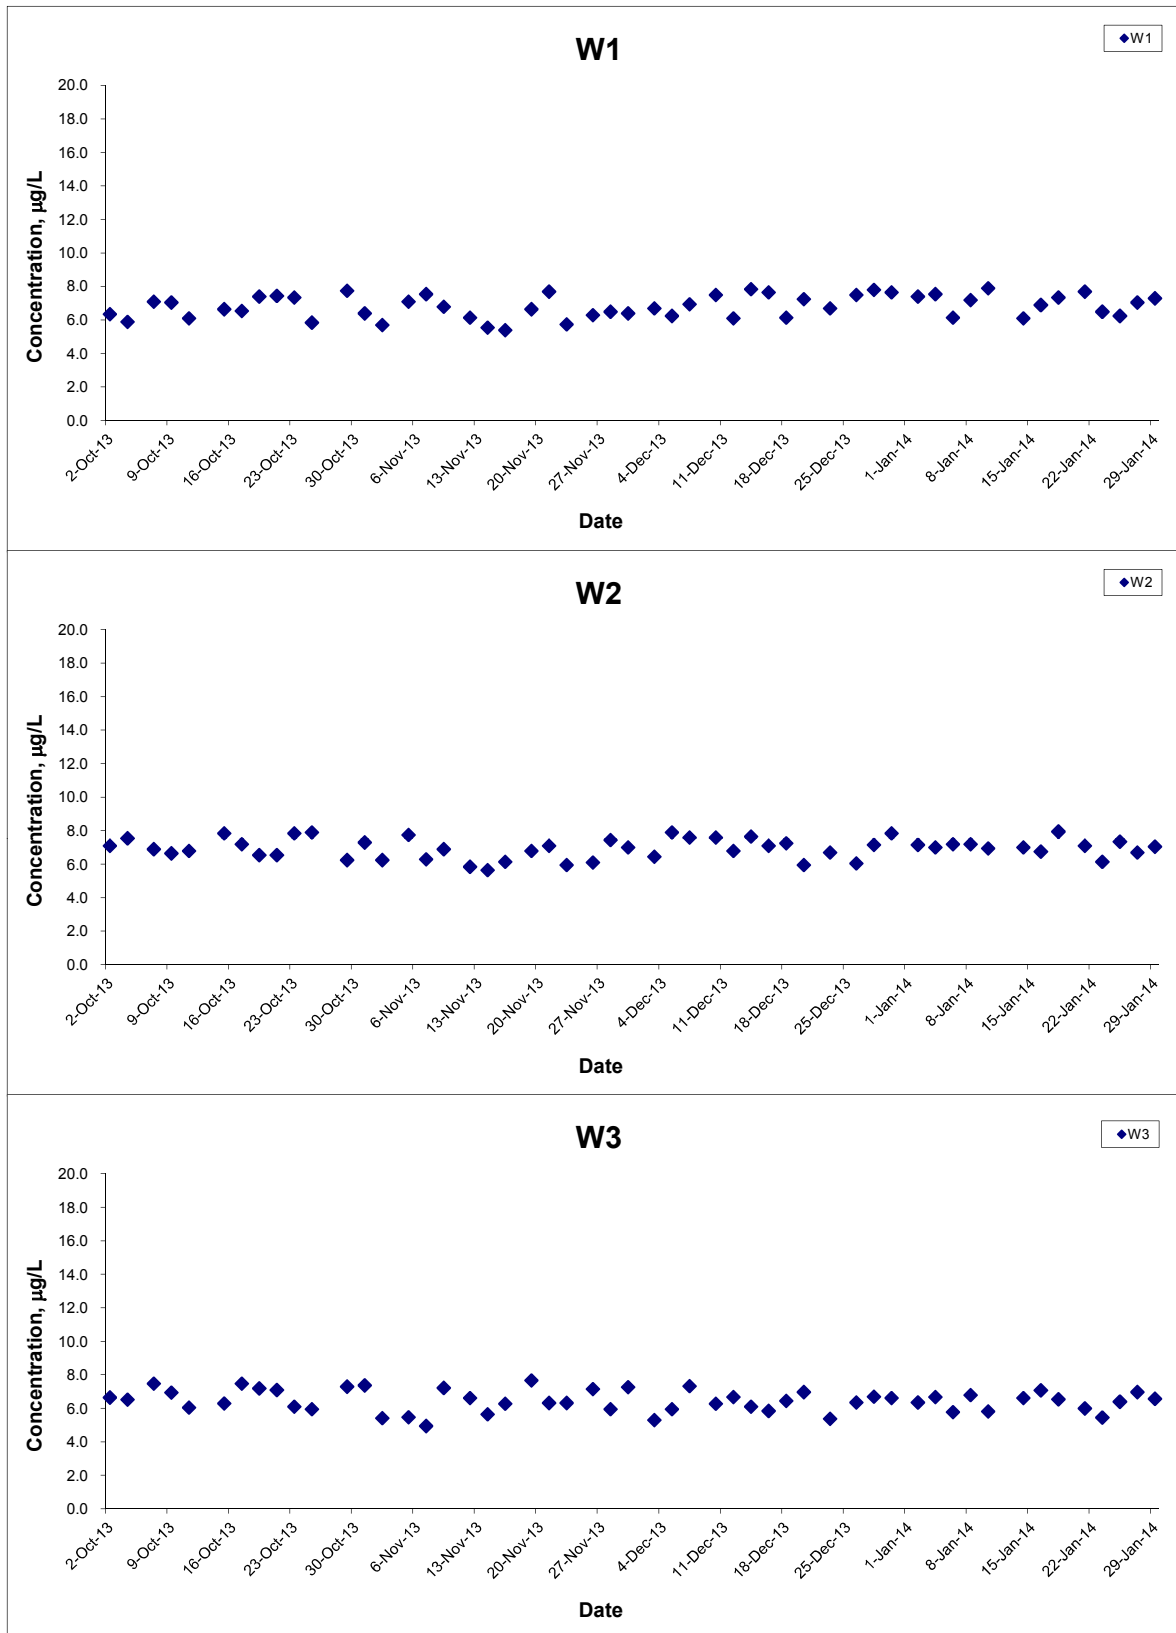 W1
W1
20.0
18.0
16.0
14.0
12.0
10.0
8.0
6.0
4.0
2.0
0.0
Concentration, µg/L
2-Oct-13
9-Oct-13
16-Oct-13
23-Oct-13
30-Oct-13
6-Nov-13
13-Nov-13
20-Nov-13
27-Nov-13
4-Dec-13
11-Dec-13
18-Dec-13
25-Dec-13
1-Jan-14
8-Jan-14
15-Jan-14
22-Jan-14
29-Jan-14
Date
W2
W2
20.0
18.0
16.0
14.0
12.0
10.0
8.0
6.0
4.0
2.0
0.0
Concentration, µg/L
2-Oct-13
9-Oct-13
16-Oct-13
23-Oct-13
30-Oct-13
6-Nov-13
13-Nov-13
20-Nov-13
27-Nov-13
4-Dec-13
11-Dec-13
18-Dec-13
25-Dec-13
1-Jan-14
8-Jan-14
15-Jan-14
22-Jan-14
29-Jan-14
Date
W3
W3
20.0
18.0
16.0
14.0
12.0
10.0
8.0
6.0
4.0
2.0
0.0
Concentration, µg/L
2-Oct-13
9-Oct-13
16-Oct-13
23-Oct-13
30-Oct-13
6-Nov-13
13-Nov-13
20-Nov-13
27-Nov-13
4-Dec-13
11-Dec-13
18-Dec-13
25-Dec-13
1-Jan-14
8-Jan-14
15-Jan-14
22-Jan-14
29-Jan-14
Date